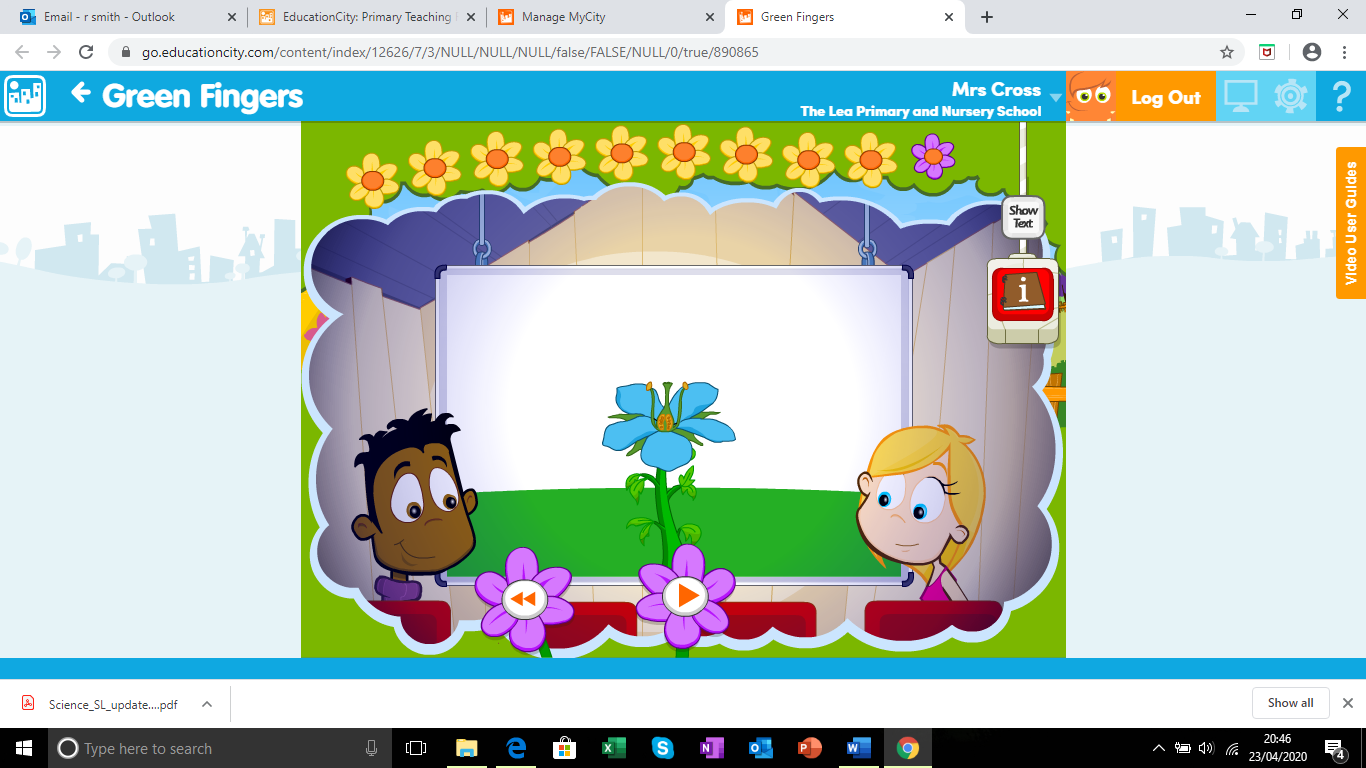 Email - r smith - Outlook
EducationCity: Primary Teaching
Manage MyCity
Green Fingers
go.educationcity.com/content/index/12626/7/3/NULL/NULL/NULL/false/FALSE/NULL/0/true/890865
Green Fingers
Mrs Cross
The Lea Primary and Nursery School
Log Out
?
Show
Text
i
Video User Guides
Science_SL_update....pdf
Show all
Type here to search
20:46
23/04/2020
4